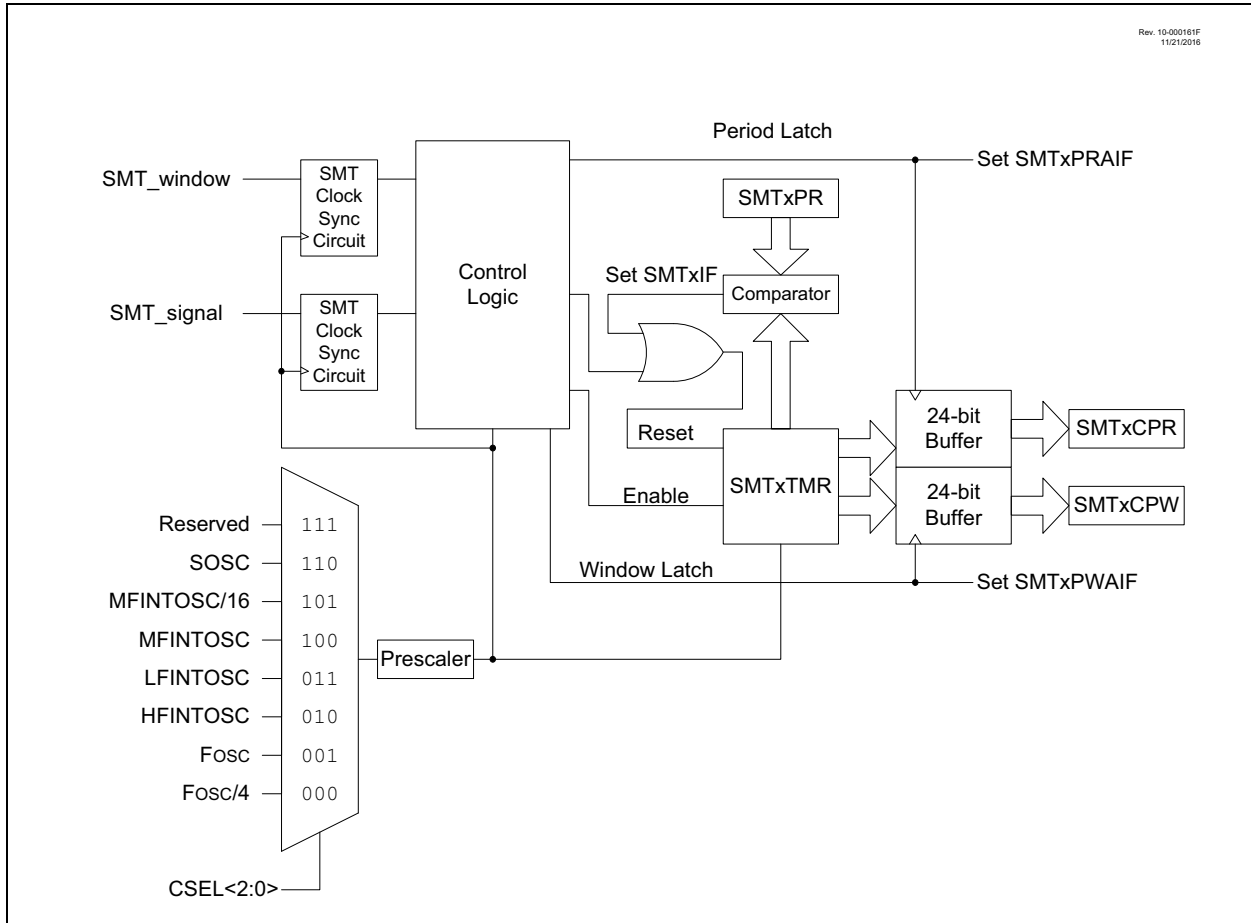 Rev. 10-000161F
11/21/2016
Period Latch
Set SMTxPRAIF
SMT_window
SMT
Clock
Sync
Circuit
SMTxPR
Control
Logic
Set SMTxIF
Comparator
SMT_signal
SMT
Clock
Sync
Circuit
Reset
24-bit
Buffer
SMTxCPR
Enable
SMTxTMR
24-bit
Buffer
SMTxCPW
Window Latch
Set SMTxPWAIF
Reserved 111
SOSC 110
MFINTOSC/16 101
MFINTOSC 100
Prescaler
LFINTOSC 011
HFINTOSC 010
FOSC 001
FOSC/4 000
CSEL<2:0>